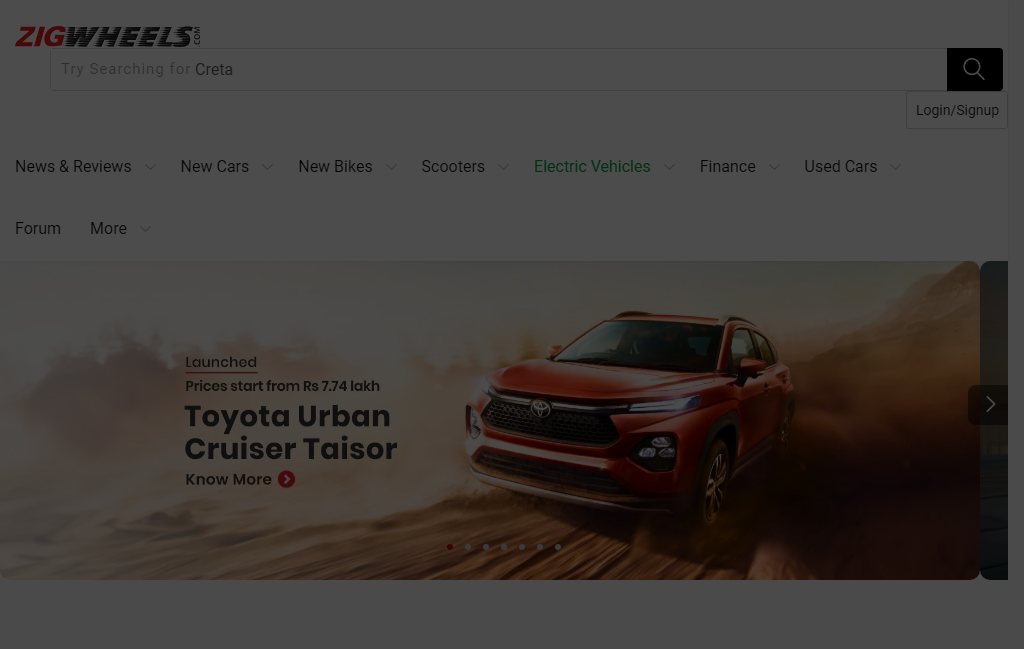 ZIGWHEELS.COM
Try Searching for Creta
Login/Signup
News & Reviews New Cars New Bikes Scooters Electric Vehicles Finance Used Cars
Forum More
Launched
Prices start from Rs 7.74 lakh
Toyota Urban
Cruiser Taisor
Know More